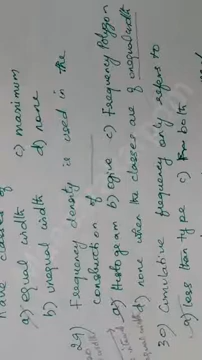 Have classes of
a) equal width c) maximum
b) unequal width d) none
29) Frequency density is used in the
construction of
a) Histogram b) ogive c) Frequency Polygon
d) none when the classes are of unequal width
30) Cumulative frequency only refers to
a) less than type c) both